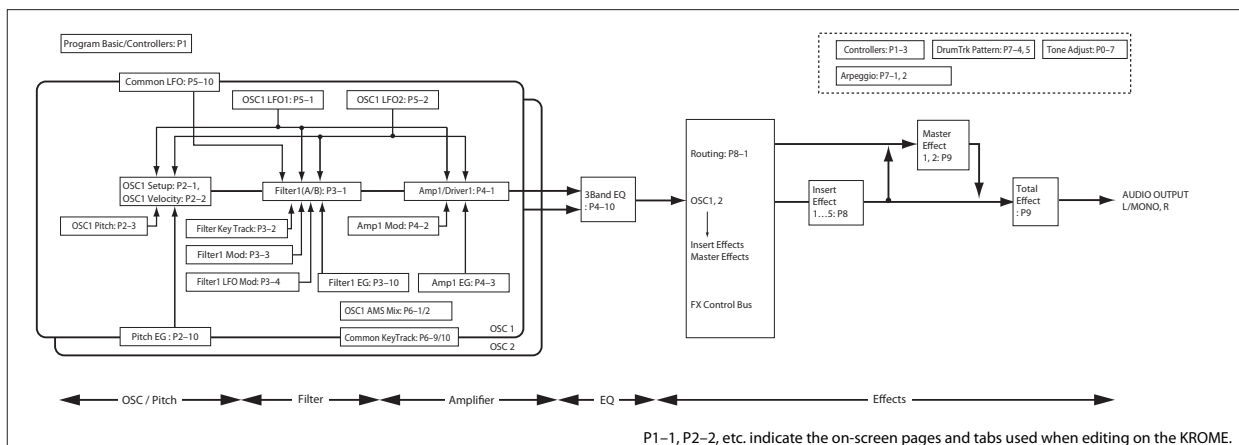 Program Basic/Controllers: P1
Controllers: P1–3
DrumTrk Pattern: P7–4, 5
Tone Adjust: P0–7
Arpeggio: P7–1, 2
Common LFO: P5–10
OSC1 LFO1: P5–1
OSC1 LFO2: P5–2
OSC1 Setup: P2–1,
OSC1 Velocity: P2–2
Filter1(A/B): P3–1
Amp1/Driver1: P4–1
OSC1 Pitch: P2–3
Filter Key Track: P3–2
Amp1 Mod: P4–2
Filter1 Mod: P3–3
Filter1 LFO Mod: P3–4
Filter1 EG: P3–10
Amp1 EG: P4–3
OSC1 AMS Mix: P6–1/2
Pitch EG : P2–10
Common KeyTrack: P6–9/10
OSC 1
OSC 2
3Band EQ
: P4–10
Routing: P8–1
OSC1, 2
Insert Effects
Master Effects
FX Control Bus
Insert
Effect
1…5: P8
Master
Effect
1, 2: P9
Total
Effect
: P9
AUDIO OUTPUT
L/MONO, R
OSC / Pitch
Filter
Amplifier
EQ
Effects
P1–1, P2–2, etc. indicate the on-screen pages and tabs used when editing on the KROME.